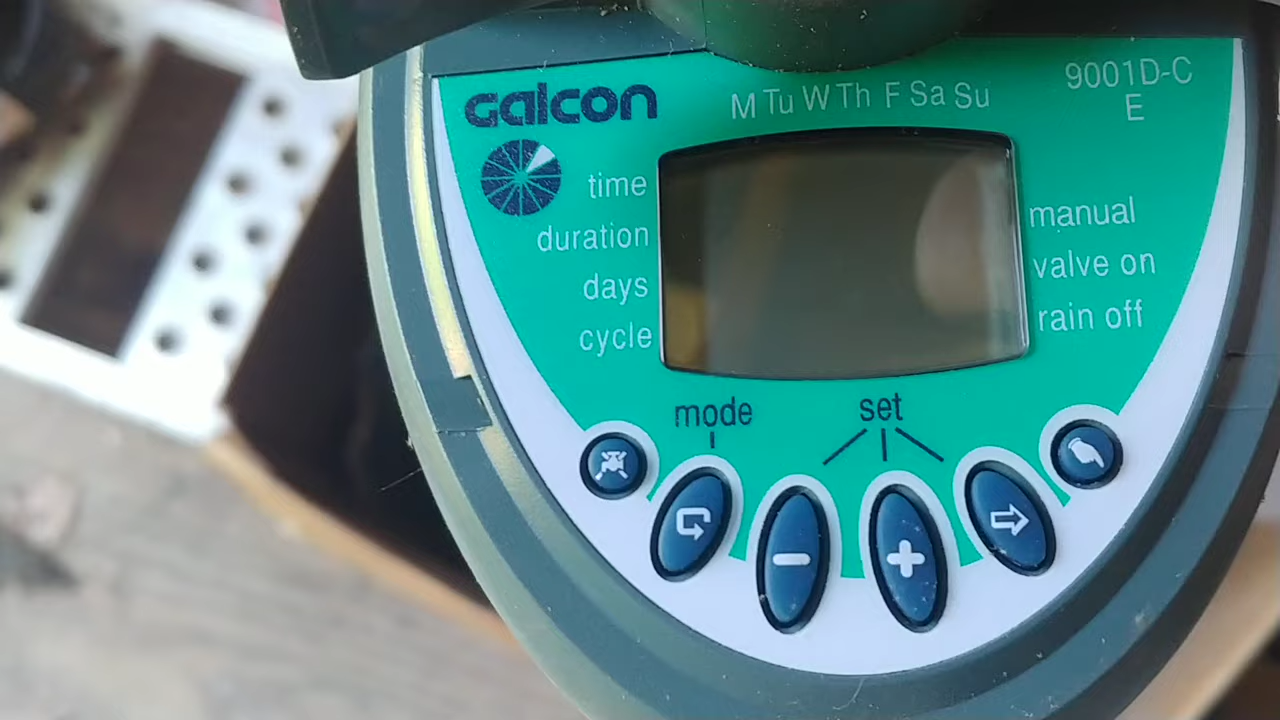 Galcon
M Tu W Th F Sa Su
9001D-C
E
time
duration
days
cycle
manual
valve on
rain off
mode
set